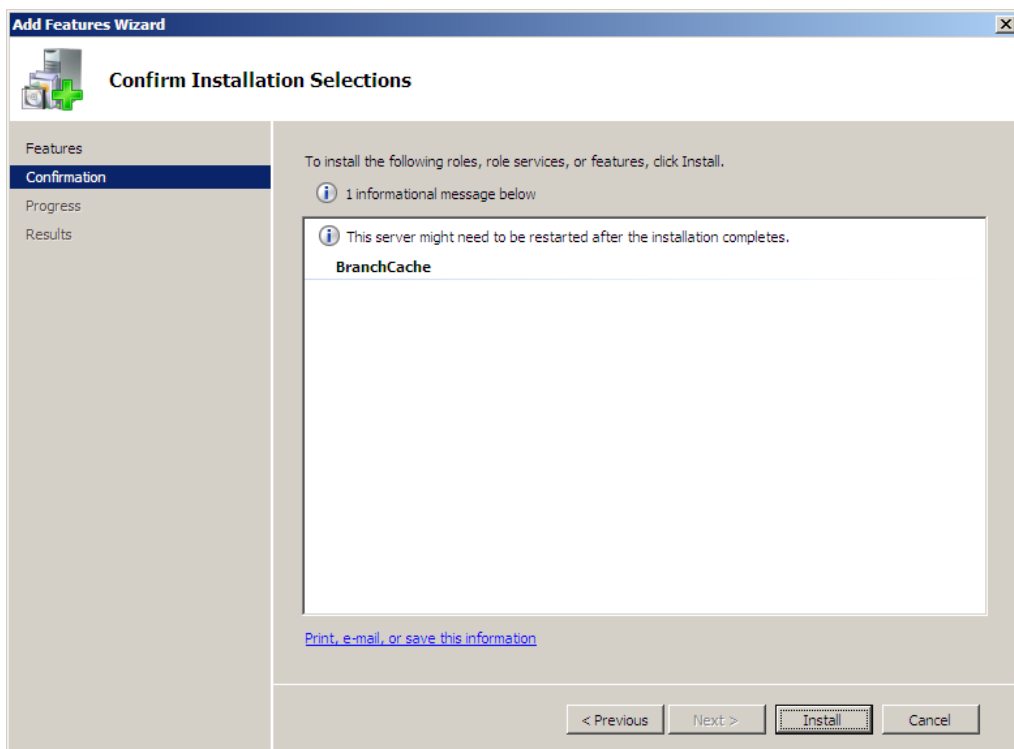 Add Features Wizard
Confirm Installation Selections
Features
Confirmation
Progress
Results
To install the following roles, role services, or features, click Install.
1 informational message below
This server might need to be restarted after the installation completes.
BranchCache
Print, e-mail, or save this information
< Previous
Next >
Install
Cancel